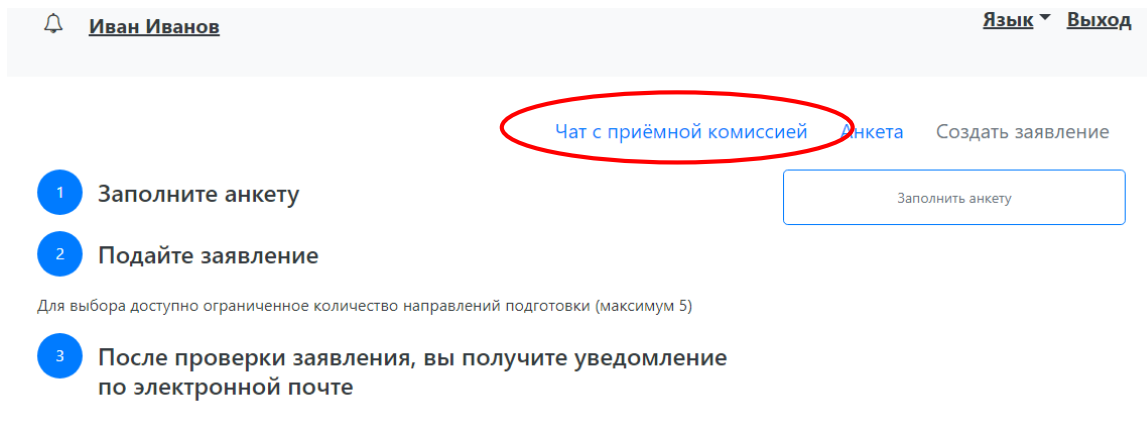 Иван Иванов
Язык Выход
Чат с приёмной комиссией Анкета Создать заявление
1 Заполните анкету
Заполнить анкету
2 Подайте заявление
Для выбора доступно ограниченное количество направлений подготовки (максимум 5)
3 После проверки заявления, вы получите уведомление
по электронной почте